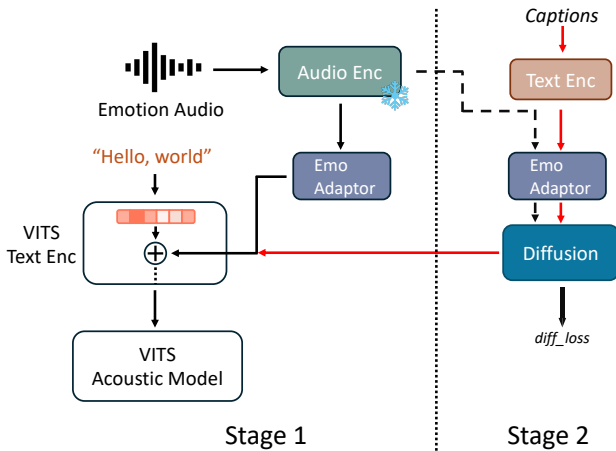 Captions
Audio Enc
Text Enc
Emotion Audio
"Hello, world"
Emo
Adaptor
Emo
Adaptor
VITS
Text Enc
Diffusion
VITS
Acoustic Model
diff_loss
Stage 1
Stage 2